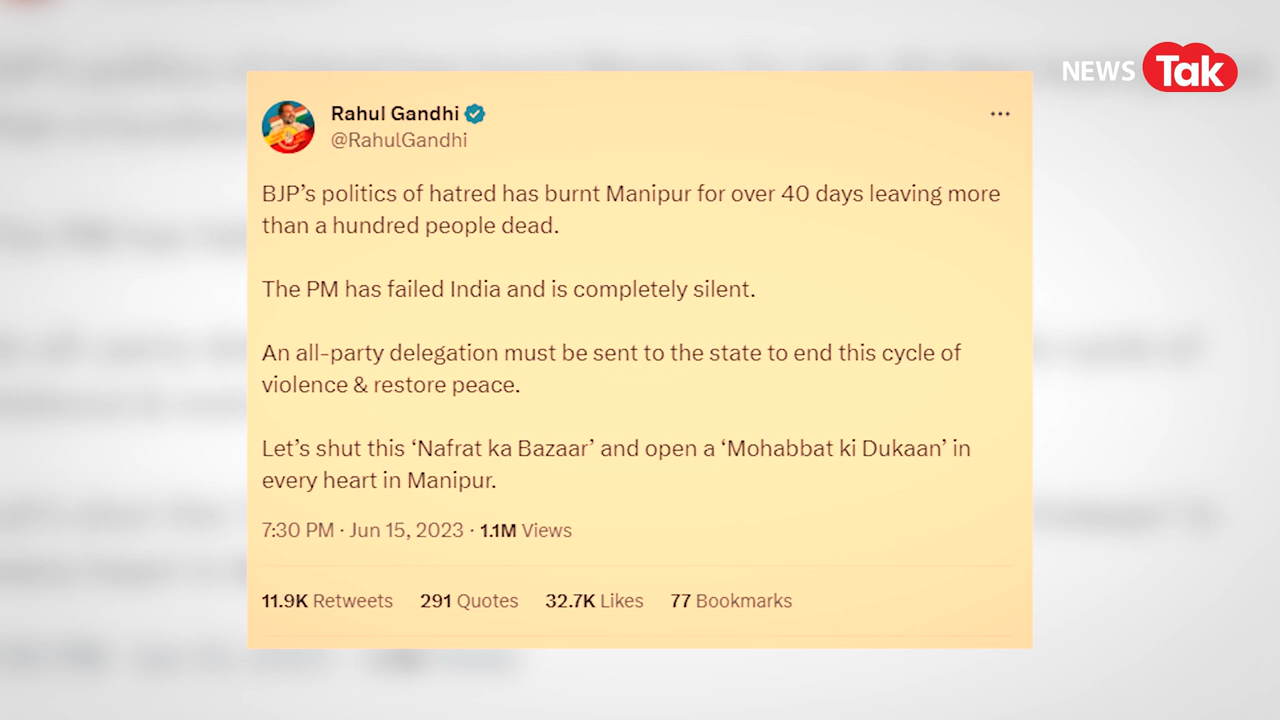 NEWS Tak
Rahul Gandhi
@RahulGandhi
BJP’s politics of hatred has burnt Manipur for over 40 days leaving more
than a hundred people dead.
The PM has failed India and is completely silent.
An all-party delegation must be sent to the state to end this cycle of
violence & restore peace.
Let’s shut this ‘Nafrat ka Bazaar’ and open a ‘Mohabbat ki Dukaan’ in
every heart in Manipur.
7:30 PM · Jun 15, 2023 · 1.1M Views
11.9K Retweets 291 Quotes 32.7K Likes 77 Bookmarks